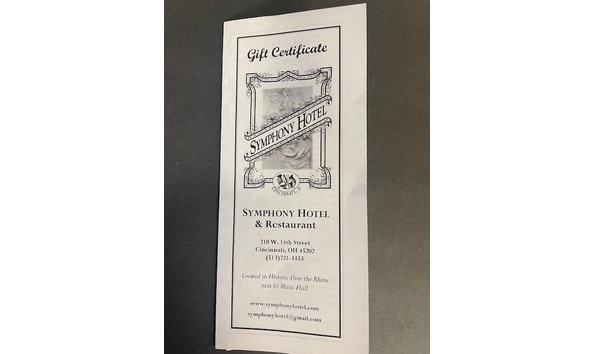 Gift Certificate
SYMPHONY HOTEL
CINCINNATI, O
SYMPHONY HOTEL
& Restaurant
210 W. 14th Street
Cincinnati, OH 45202
(513)721-3353
Located in Historic Over the Rhine
next to Music Hall
www.symphonyhotel.com
symphonyhotel@gmail.com